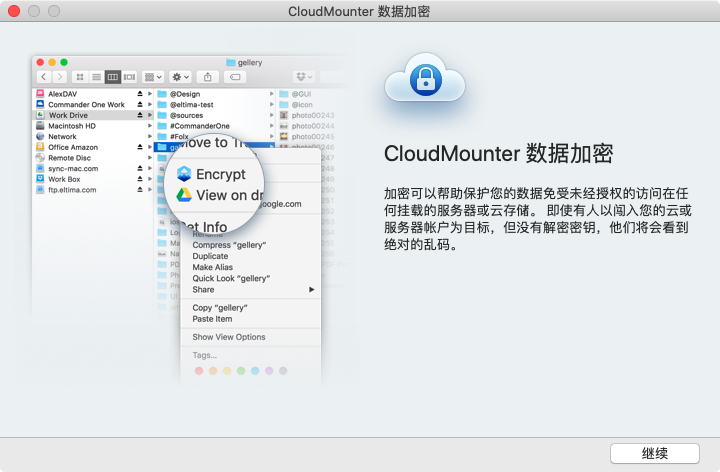 CloudMounter 数据加密
gellery
AlexDAV
Commander One Work
Work Drive
Macintosh HD
Network
Office Amazon
Remote Disc
sync-mac.com
Work Box
ftp.eltima.com
@Design
@eltima-test
@sources
#CommanderOne
#Folx
@GUI
@icon
photo00243
photo00244
photo00245
photo00246
Encrypt
View on dr
google.com
Get Info
Rename
Compress “gellery”
Duplicate
Make Alias
Quick Look “gellery”
Share
Copy “gellery”
Paste Item
Show View Options
Tags...
CloudMounter 数据加密
加密可以帮助保护您的数据免受未经授权的访问在任
何挂载的服务器或云存储。 即使有人以闯入您的云或
服务器帐户为目标，但没有解密密钥，他们将会看到
绝对的乱码。
继续